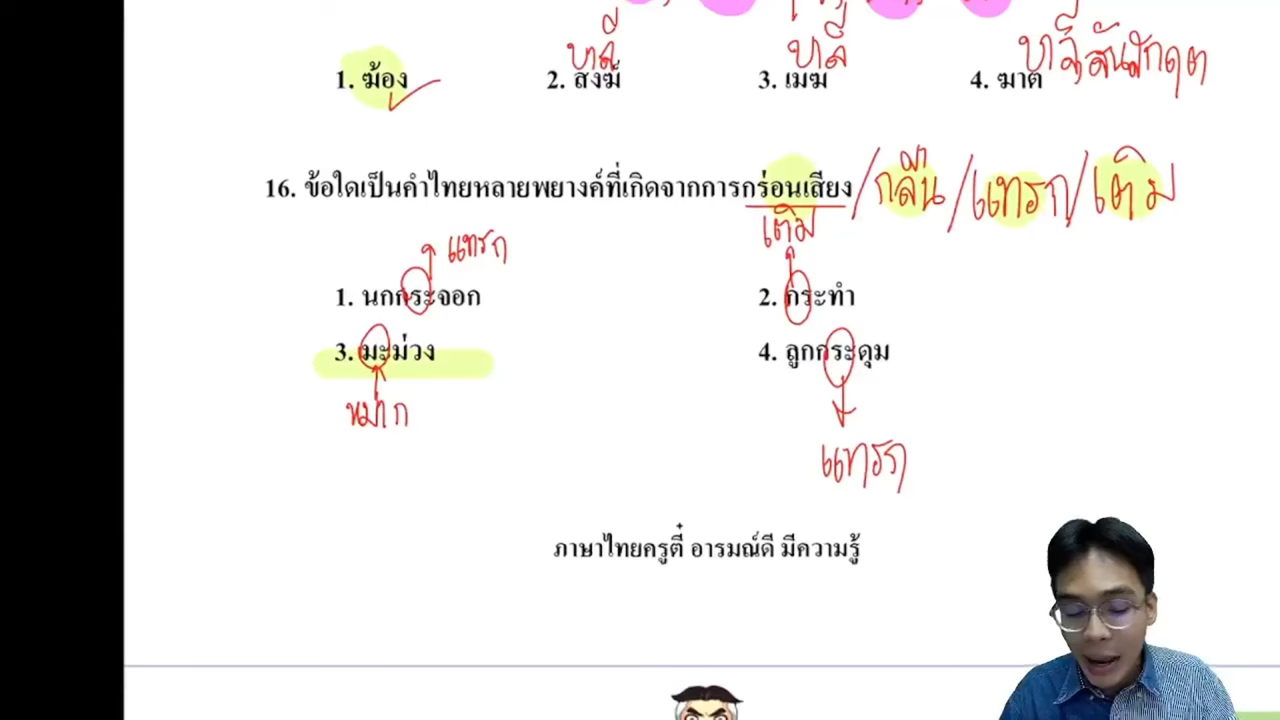 บาลี บาลี บาลี,สันสกฤต
1. ฆ้อง 2. สงฆ์ 3. เมฆ 4. ฆาต
16. ข้อใดเป็นคำไทยหลายพยางค์ที่เกิดจากการกร่อนเสียง /กลืน /แทรก/ เติม
แทรก เติม
1. นกกระจอก 2. กระทำ
3. มะม่วง 4. ลูกกระดุม
หมาก
แทรก
ภาษาไทยครูตี๋ อารมณ์ดี มีความรู้